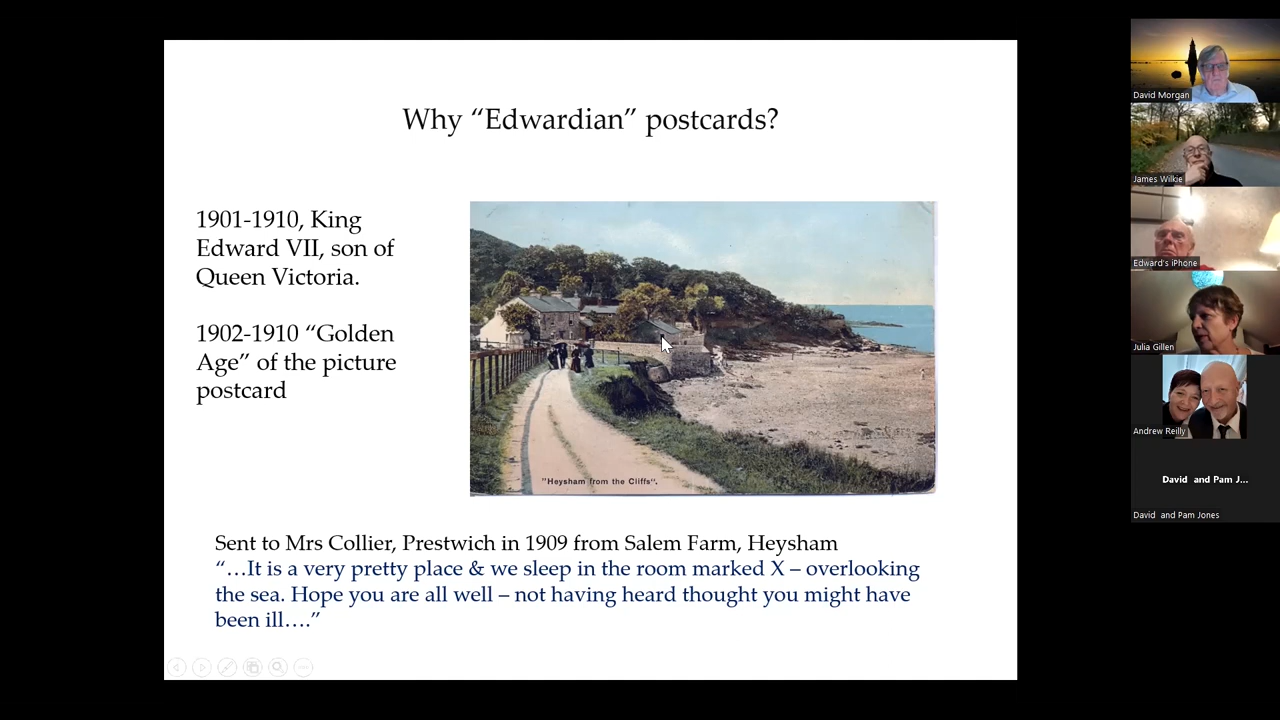 Why “Edwardian” postcards?
1901-1910, King
Edward VII, son of
Queen Victoria.
1902-1910 “Golden
Age” of the picture
postcard
"Heysham from the Cliffs".
Sent to Mrs Collier, Prestwich in 1909 from Salem Farm, Heysham
“…It is a very pretty place & we sleep in the room marked X – overlooking
the sea. Hope you are all well – not having heard thought you might have
been ill….”
David Morgan
James Wilkie
Edward's iPhone
Julia Gillen
Andrew Reilly
David and Pam J...
David and Pam Jones